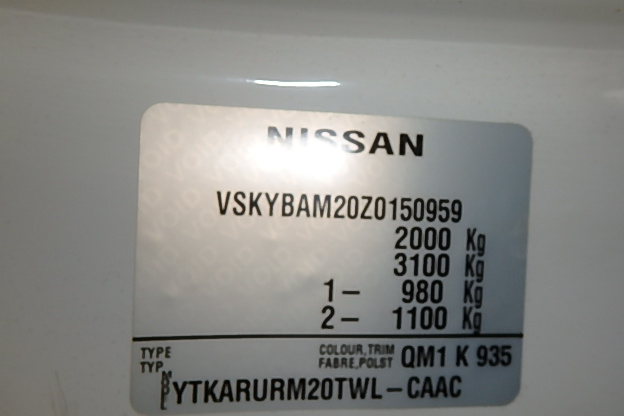 NISSAN
VSKYBAM20Z0150959
2000 Kg
3100 Kg
1– 980 Kg
2– 1100 Kg
TYPE COLOUR,TRIM QM1 K 935
TYP. FABRE,POLST
YTKARURM20TWL–CAAC